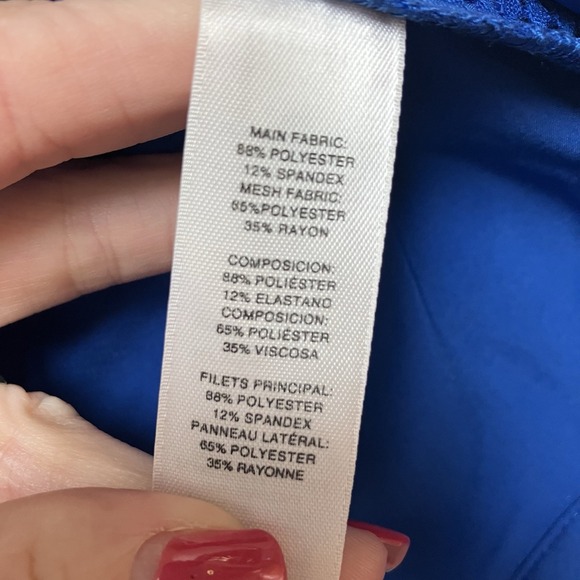 MAIN FABRIC:
88% POLYESTER
12% SPANDEX
MESH FABRIC:
65%POLYESTER
35% RAYON
COMPOSICION:
88% POLIÉSTER
12% ELASTANO
COMPOSICION:
65% POLIÉSTER
35% VISCOSA
FILETS PRINCIPAL:
88% POLYESTER
12% SPANDEX
PANNEAU LATÉRAL:
65% POLYESTER
35% RAYONNE